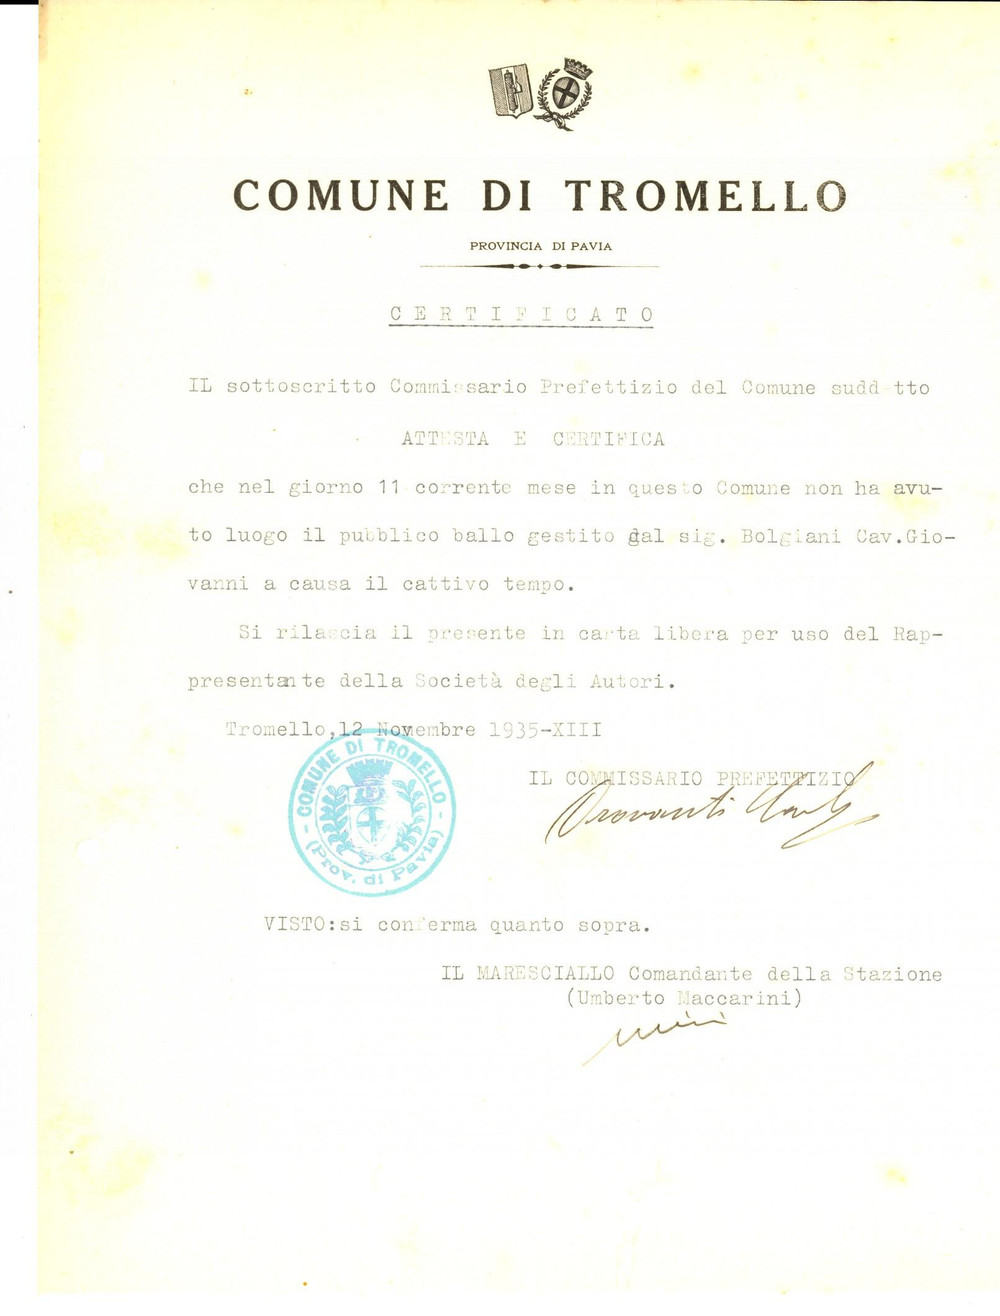 COMUNE DI TROMELLO
PROVINCIA DI PAVIA
CERTIFICATO
IL sottoscritto Commissario Prefettizio del Comune suddetto
ATTESTA E CERTIFICA
che nel giorno 11 corrente mese in questo Comune non ha avu-
to luogo il pubblico ballo gestito dal sig. Bolgiani Cav.Gio-
vanni a causa il cattivo tempo.
Si rilascia il presente in carta libera per uso del Rap-
presentante della Società degli Autori.
Tromello,12 Novembre 1935-XIII
COMUNE DI TROMELLO
(Prov. di Pavia)
IL COMMISSARIO PREFETTIZIO
VISTO:si conferma quanto sopra.
IL MARESCIALLO Comandante della Stazione
(Umberto Maccarini)